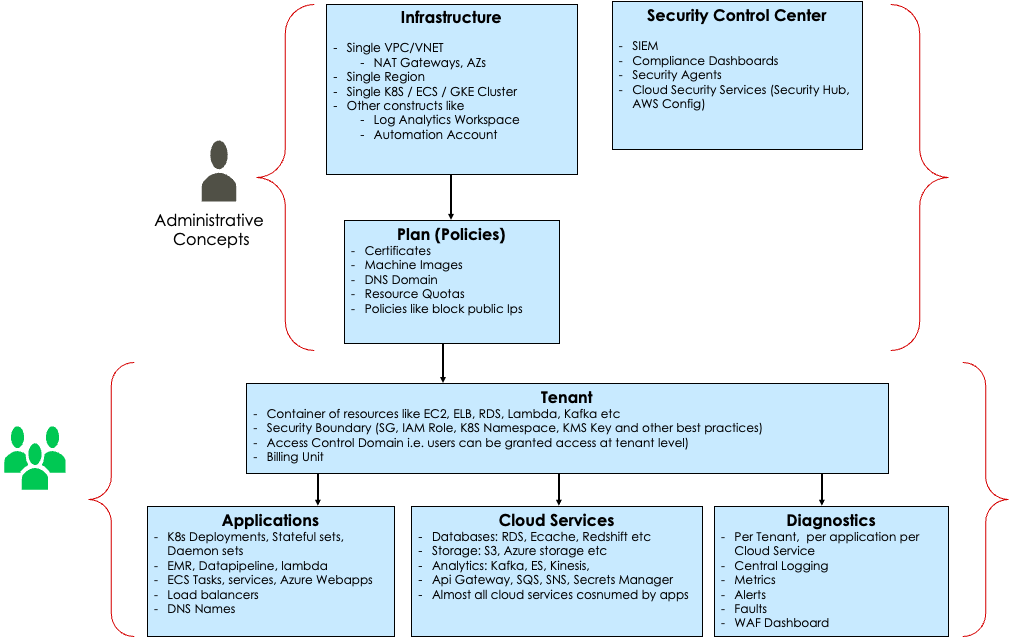 Infrastructure
- Single VPC/VNET
- NAT Gateways, AZs
- Single Region
- Single K8S / ECS / GKE Cluster
- Other constructs like
- Log Analytics Workspace
- Automation Account
Security Control Center
- SIEM
- Compliance Dashboards
- Security Agents
- Cloud Security Services (Security Hub,
AWS Config)
Administrative
Concepts
Plan (Policies)
- Certificates
- Machine Images
- DNS Domain
- Resource Quotas
- Policies like block public Ips
Tenant
- Container of resources like EC2, ELB, RDS, Lambda, Kafka etc
- Security Boundary (SG, IAM Role, K8S Namespace, KMS Key and other best practices)
- Access Control Domain i.e. users can be granted access at tenant level)
- Billing Unit
Applications
- K8s Deployments, Stateful sets,
Daemon sets
- EMR, Datapipeline, lambda
- ECS Tasks, services, Azure Webapps
- Load balancers
- DNS Names
Cloud Services
- Databases: RDS, Ecache, Redshift etc
- Storage: S3, Azure storage etc
- Analytics: Kafka, ES, Kinesis,
- Api Gateway, SQS, SNS, Secrets Manager
- Almost all cloud services cosnumed by apps
Diagnostics
- Per Tenant, per application per
Cloud Service
- Central Logging
- Metrics
- Alerts
- Faults
- WAF Dashboard